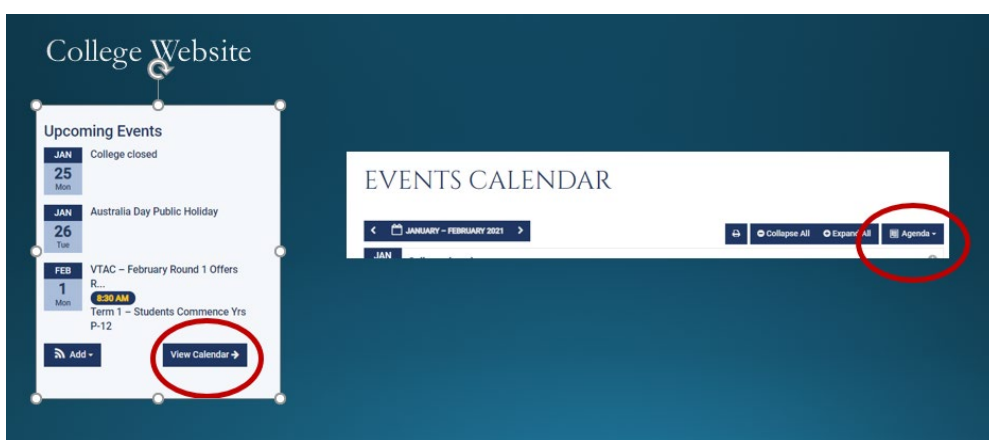 College Website
Upcoming Events
JAN
25
Mon
College closed
JAN
26
Tue
Australia Day Public Holiday
FEB
1
Mon
VTAC – February Round 1 Offers
R...
8:30 AM
Term 1 – Students Commence Yrs
P-12
Add
View Calendar
EVENTS CALENDAR
JANUARY – FEBRUARY 2021
Collapse All
Expand All
Agenda
JAN